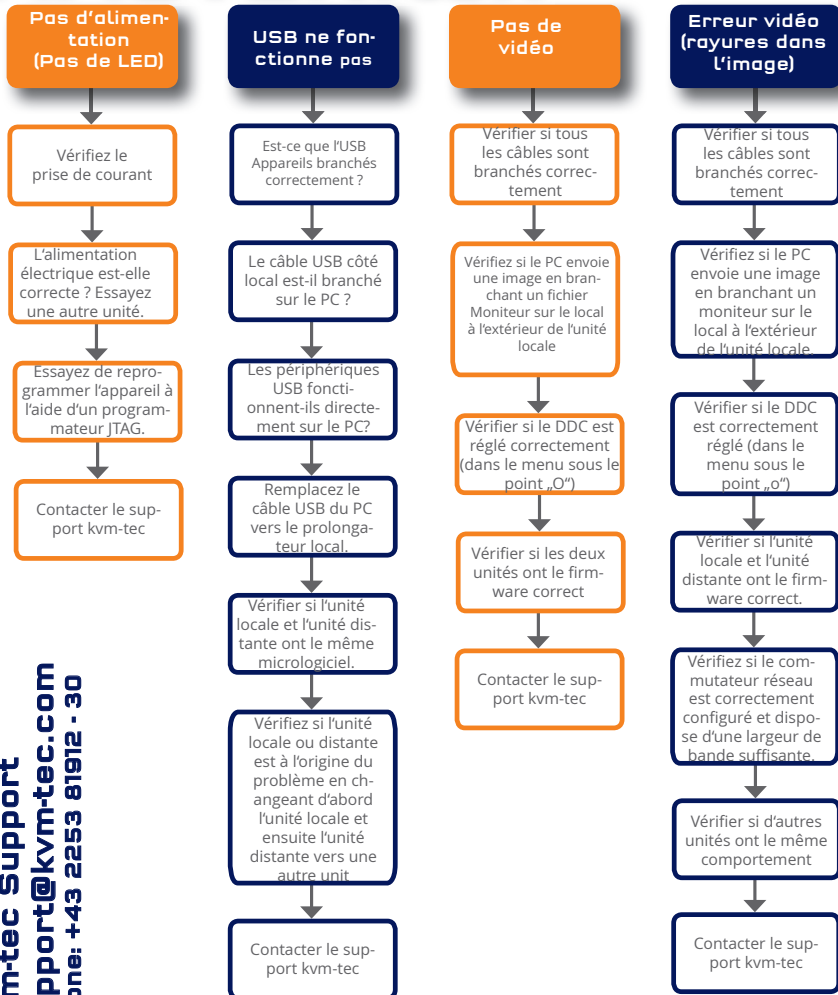 Pas d'alimen-
tation
(Pas de LED)
Vérifiez le
prise de courant
L'alimentation
électrique est-elle
correcte ? Essayez
une autre unité.
Essayez de repro-
grammer l'appareil à
l'aide d'un program-
mateur JTAG.
Contacter le sup-
port kvm-tec
USB ne fon-
ctionne pas
Est-ce que l'USB
Appareils branchés
correctement ?
Le câble USB côté
local est-il branché
sur le PC ?
Les périphériques
USB foncti-
onnent-ils directe-
ment sur le PC?
Remplacez le
câble USB du PC
vers le prolonga-
teur local.
Vérifier si l'unité
locale et l'unité dis-
tante ont le même
micrologiciel.
Vérifiez si l'unité
locale ou distante
est à l'origine du
problème en ch-
angeant d'abord
l'unité locale et
ensuite l'unité
distante vers une
autre unit
Contacter le sup-
port kvm-tec
Pas de
vidéo
Vérifier si tous
les câbles sont
branchés correc-
tement
Vérifiez si le PC envoie
une image en bran-
chant un fichier
Moniteur sur le local
à l'extérieur de l'unité
locale
Vérifier si le DDC est
réglé correctement
(dans le menu sous le
point „O“)
Vérifier si les deux
unités ont le firm-
ware correct
Contacter le sup-
port kvm-tec
Erreur vidéo
(rayures dans
l'image)
Vérifier si tous
les câbles sont
branchés correc-
tement
Vérifiez si le PC
envoie une image
en branchant un
moniteur sur le
local à l'extérieur
de l'unité locale.
Vérifier si le DDC
est correctement
réglé (dans le
menu sous le
point „o“)
Vérifier si l'unité
locale et l'unité
distante ont le firm-
ware correct.
Vérifiez si le com-
mutateur réseau
est correctement
configuré et dispo-
se d'une largeur de
bande suffisante.
Vérifier si d'autres
unités ont le même
comportement
Contacter le sup-
port kvm-tec
m-tec Support
pport@kvm-tec.com
one: +43 2253 81912 - 30